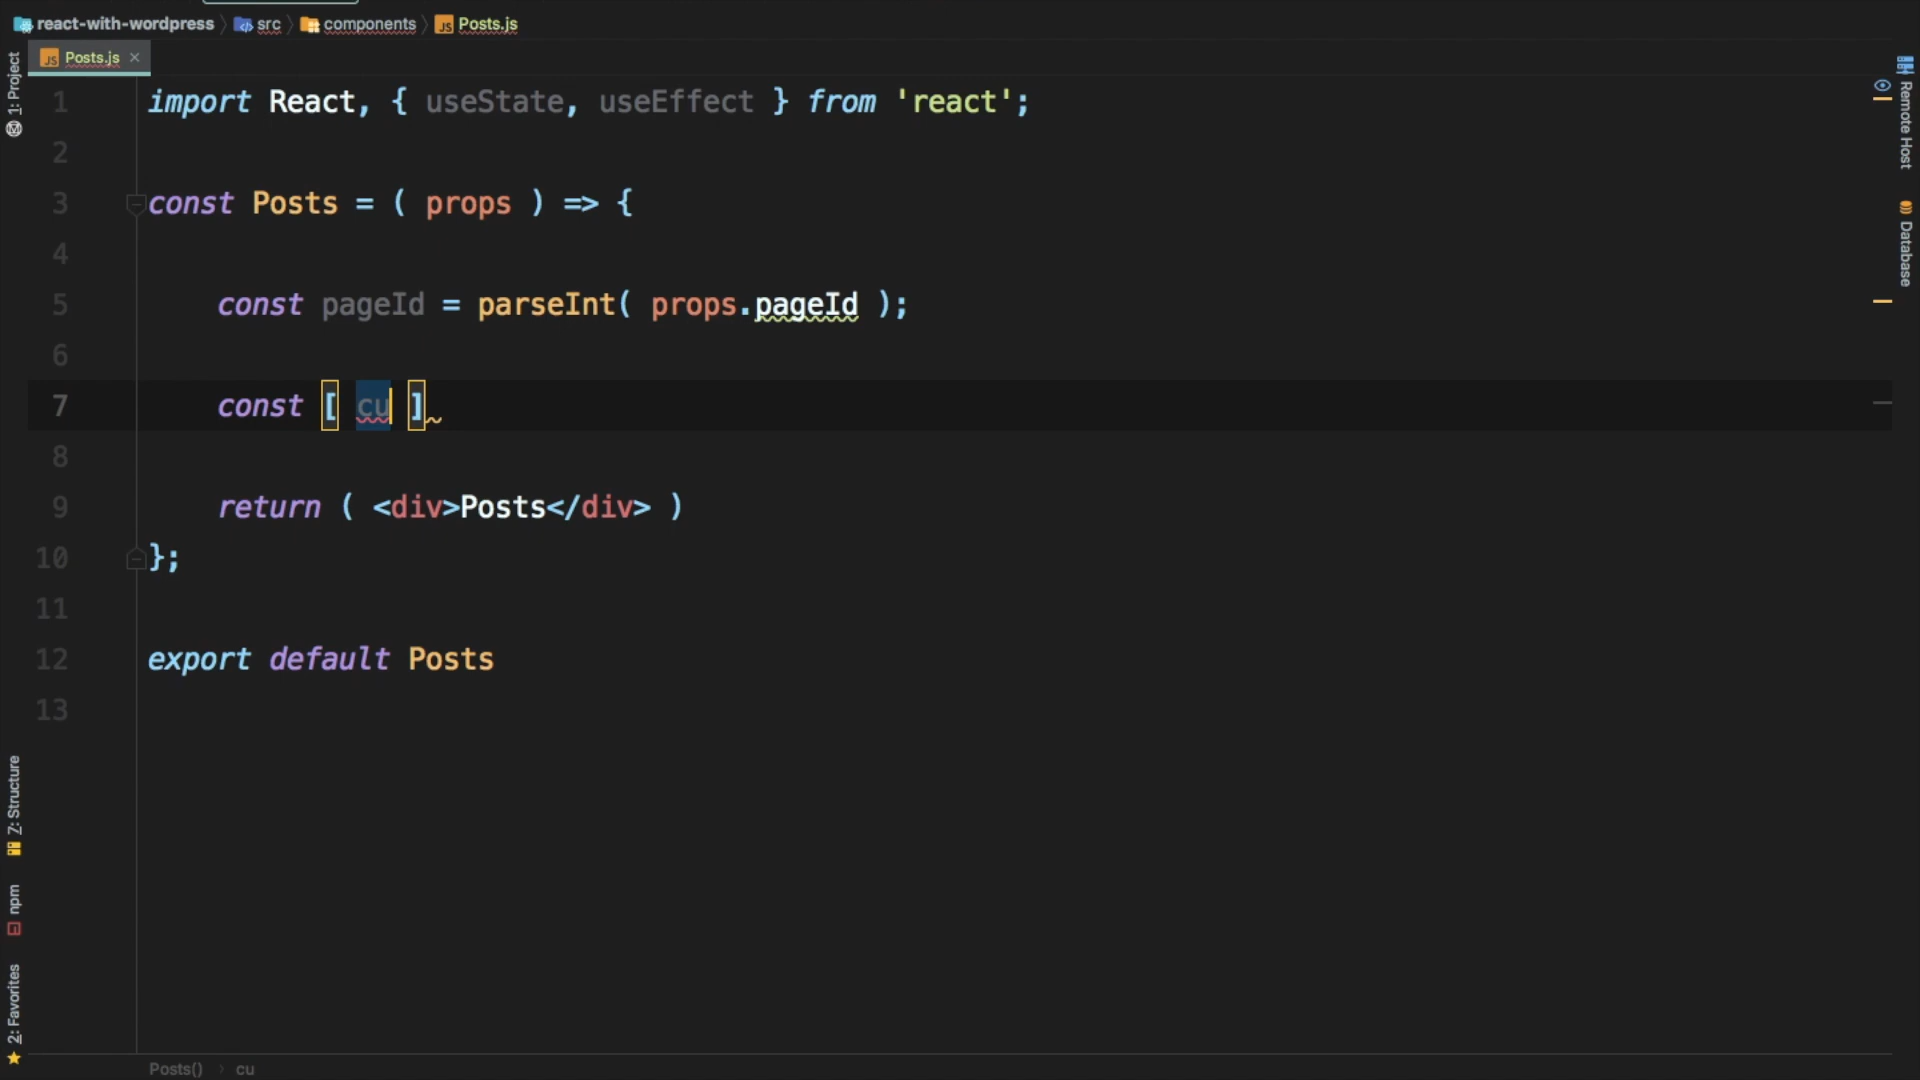 react-with-wordpress src components Posts.js
Posts.js
1: Project
Remote Host
Database
1 import React, { useState, useEffect } from 'react';
2
3 const Posts = ( props ) => {
4
5 const pageId = parseInt( props.pageId );
6
7 const [ cu ]
8
9 return ( <div>Posts</div> )
10 };
11
12 export default Posts
13
Z: Structure
npm
2: Favorites
Posts() cu